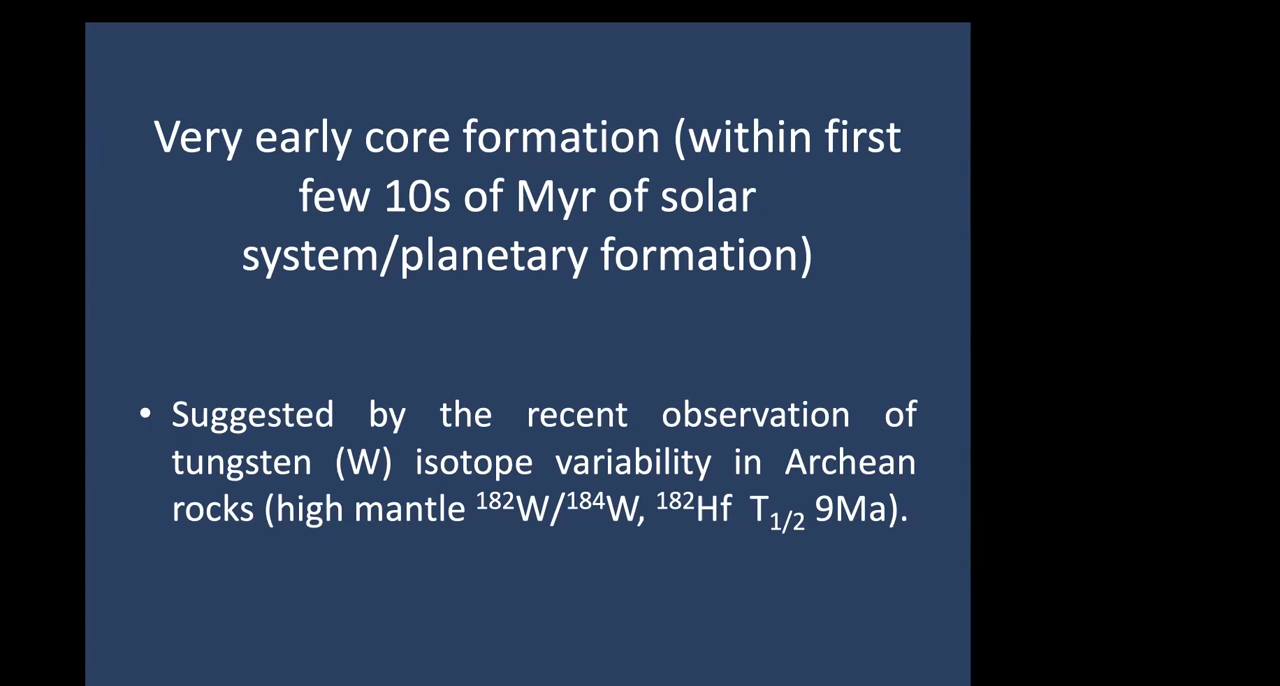 Very early core formation (within first
few 10s of Myr of solar
system/planetary formation)
• Suggested by the recent observation of
tungsten (W) isotope variability in Archean
rocks (high mantle ¹⁸²W/¹⁸⁴W, ¹⁸²Hf T₁/₂ 9Ma).